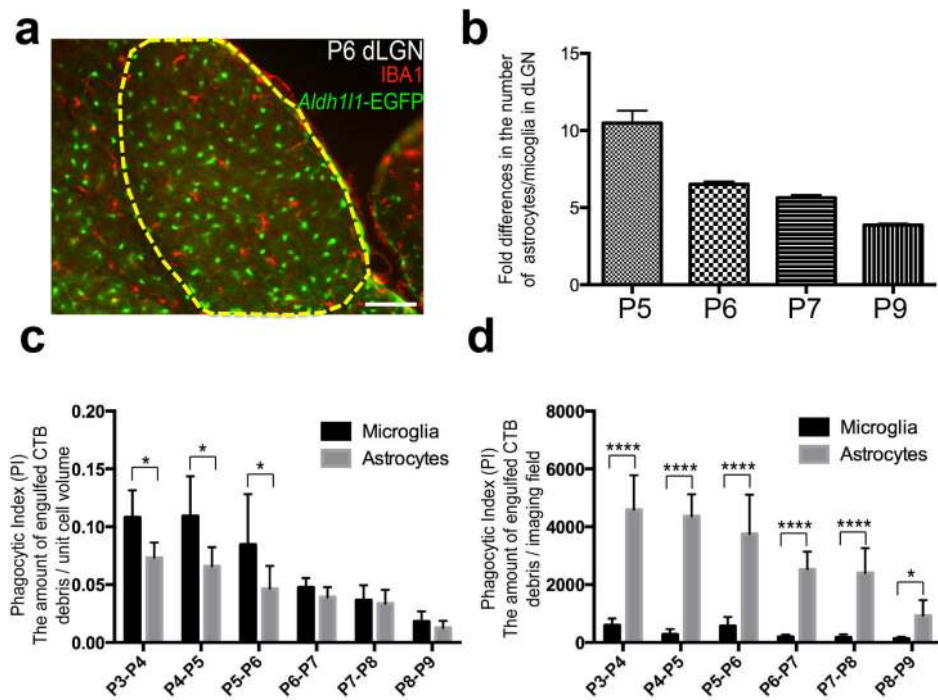 a
P6 dLGN
IBA1
Aldh1l1-EGFP
b
Fold differences in the number
of astrocytes/micoglia in dLGN
15
10
5
0
P5 P6 P7 P9
c
Phagocytic Index (PI)
The amount of engulfed CTB
debris / unit cell volume
0.20
0.15
0.10
0.05
0.00
Microglia
Astrocytes
* * *
P3-P4 P4-P5 P5-P6 P6-P7 P7-P8 P8-P9
d
Phagocytic Index (PI)
The amount of engulfed CTB
debris / imaging field
8000
6000
4000
2000
0
Microglia
Astrocytes
**** **** **** **** **** *
P3-P4 P4-P5 P5-P6 P6-P7 P7-P8 P8-P9